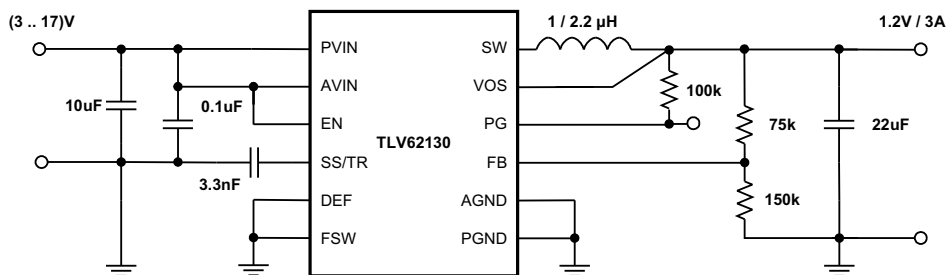 (3 .. 17)V
1 / 2.2 µH
1.2V / 3A
PVIN
SW
AVIN
VOS
10uF
0.1uF
100k
EN
PG
TLV62130
75k
22uF
SS/TR
FB
3.3nF
DEF
AGND
150k
FSW
PGND